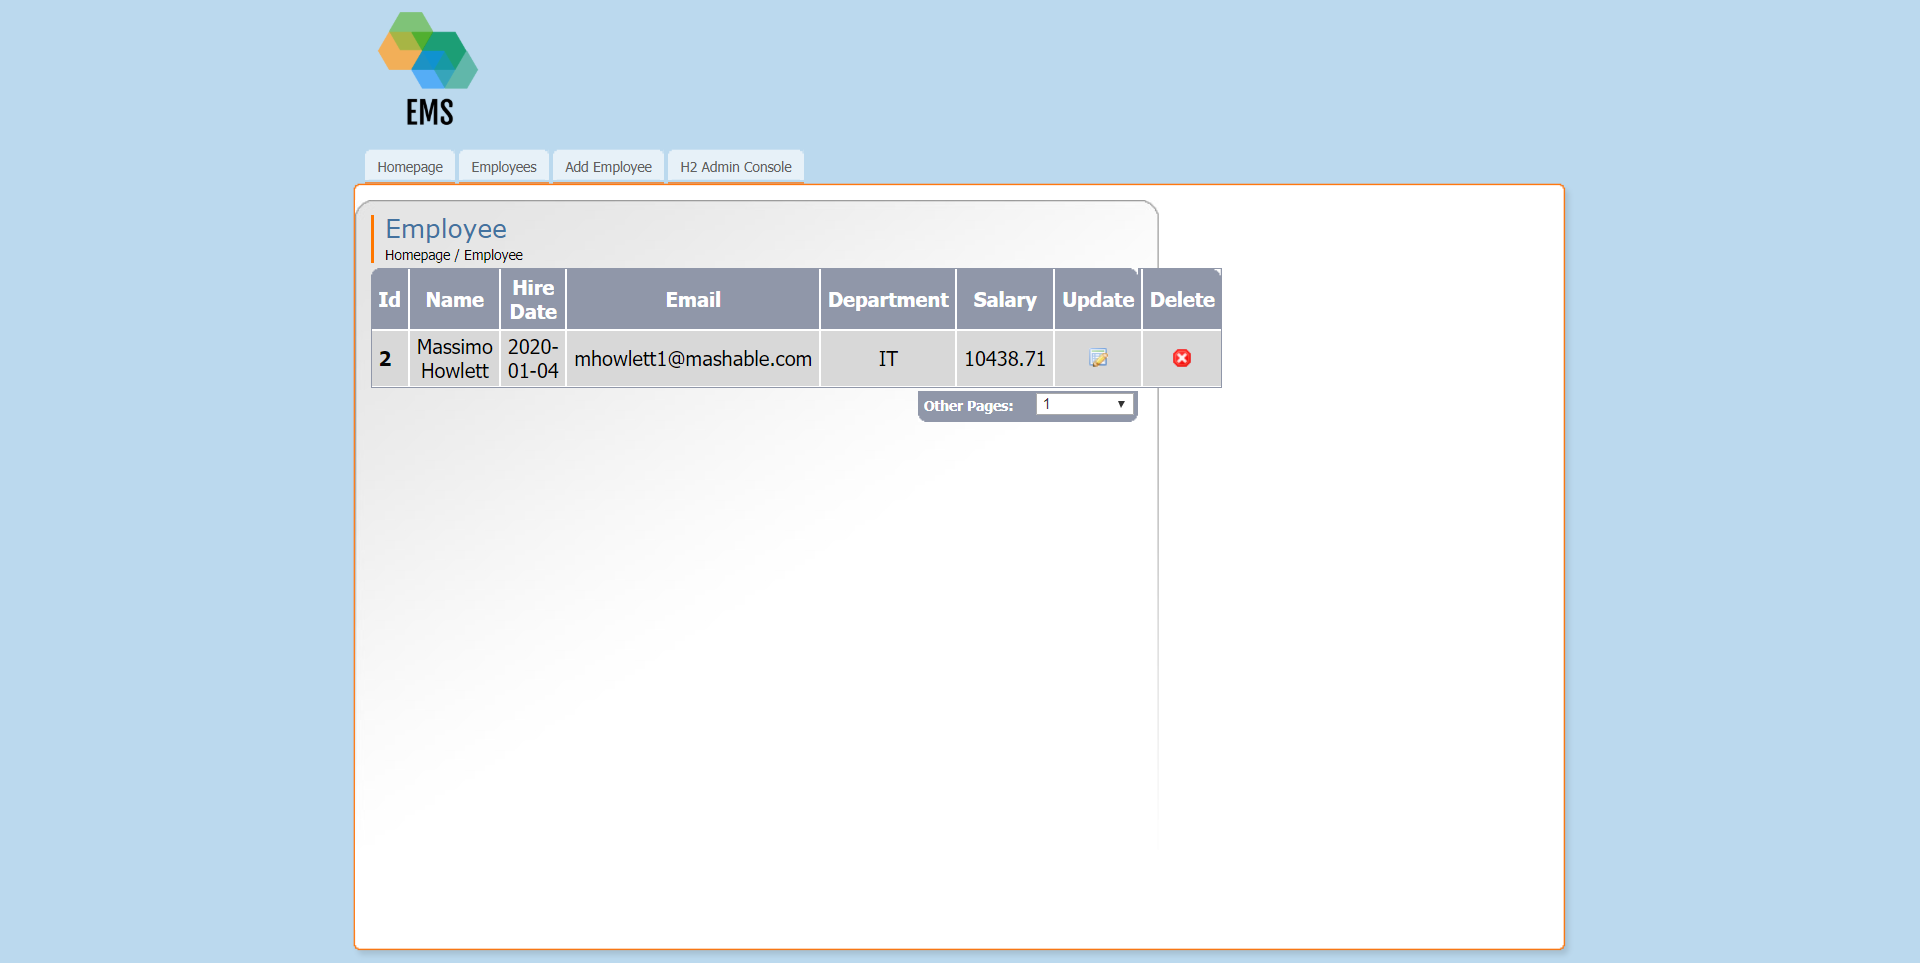 EMS
Homepage Employees Add Employee H2 Admin Console
Employee
Homepage / Employee
Id Name Hire Date Email Department Salary Update Delete
2 Massimo Howlett 2020-01-04 mhowlett1@mashable.com IT 10438.71
Other Pages: 1